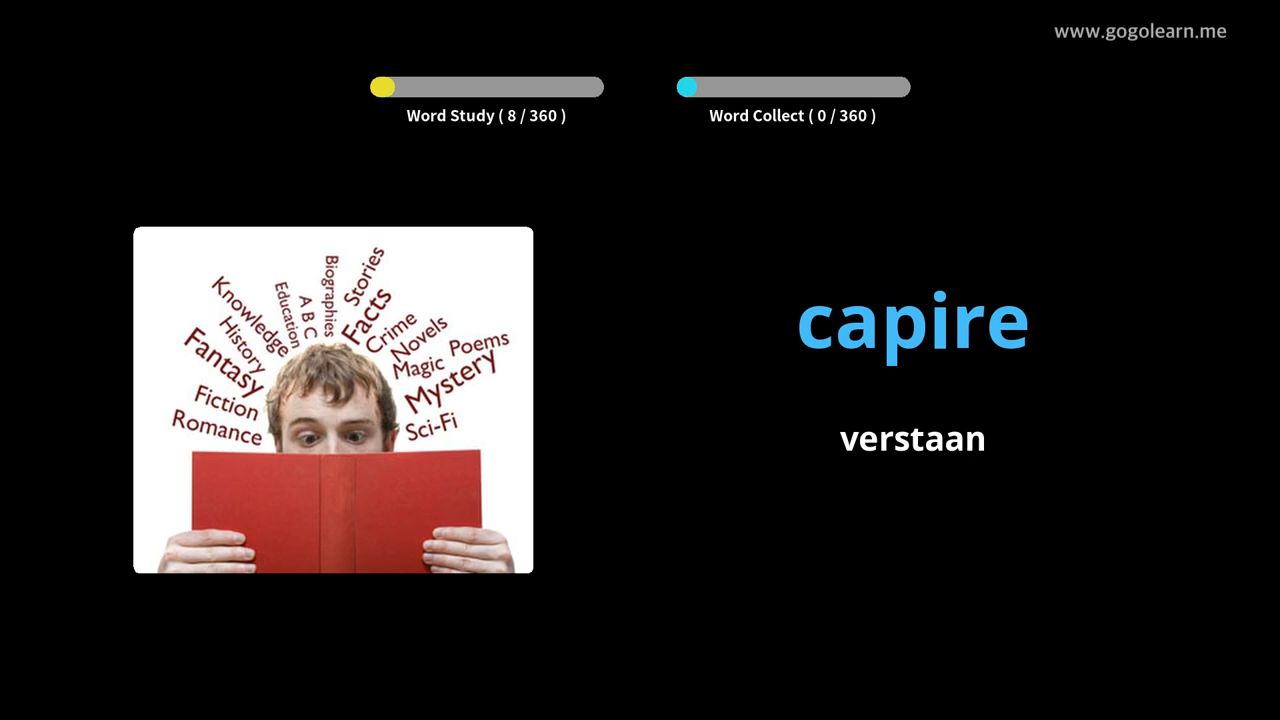 www.gogolearn.me
Word Study ( 8 / 360 )
Word Collect ( 0 / 360 )
Biographies
Stories
Education
A B C
Facts
Knowledge
Crime
History
Novels
Poems
Fantasy
Magic
Mystery
Fiction
Sci-Fi
Romance
capire
verstaan